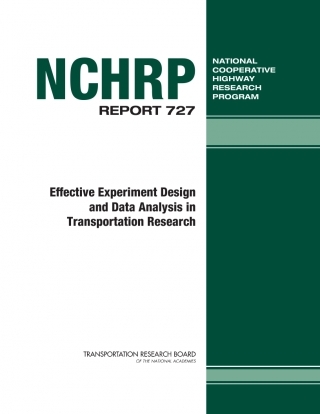 NCHRP
REPORT 727
NATIONAL
COOPERATIVE
HIGHWAY
RESEARCH
PROGRAM
Effective Experiment Design
and Data Analysis in
Transportation Research
TRANSPORTATION RESEARCH BOARD
OF THE NATIONAL ACADEMIES